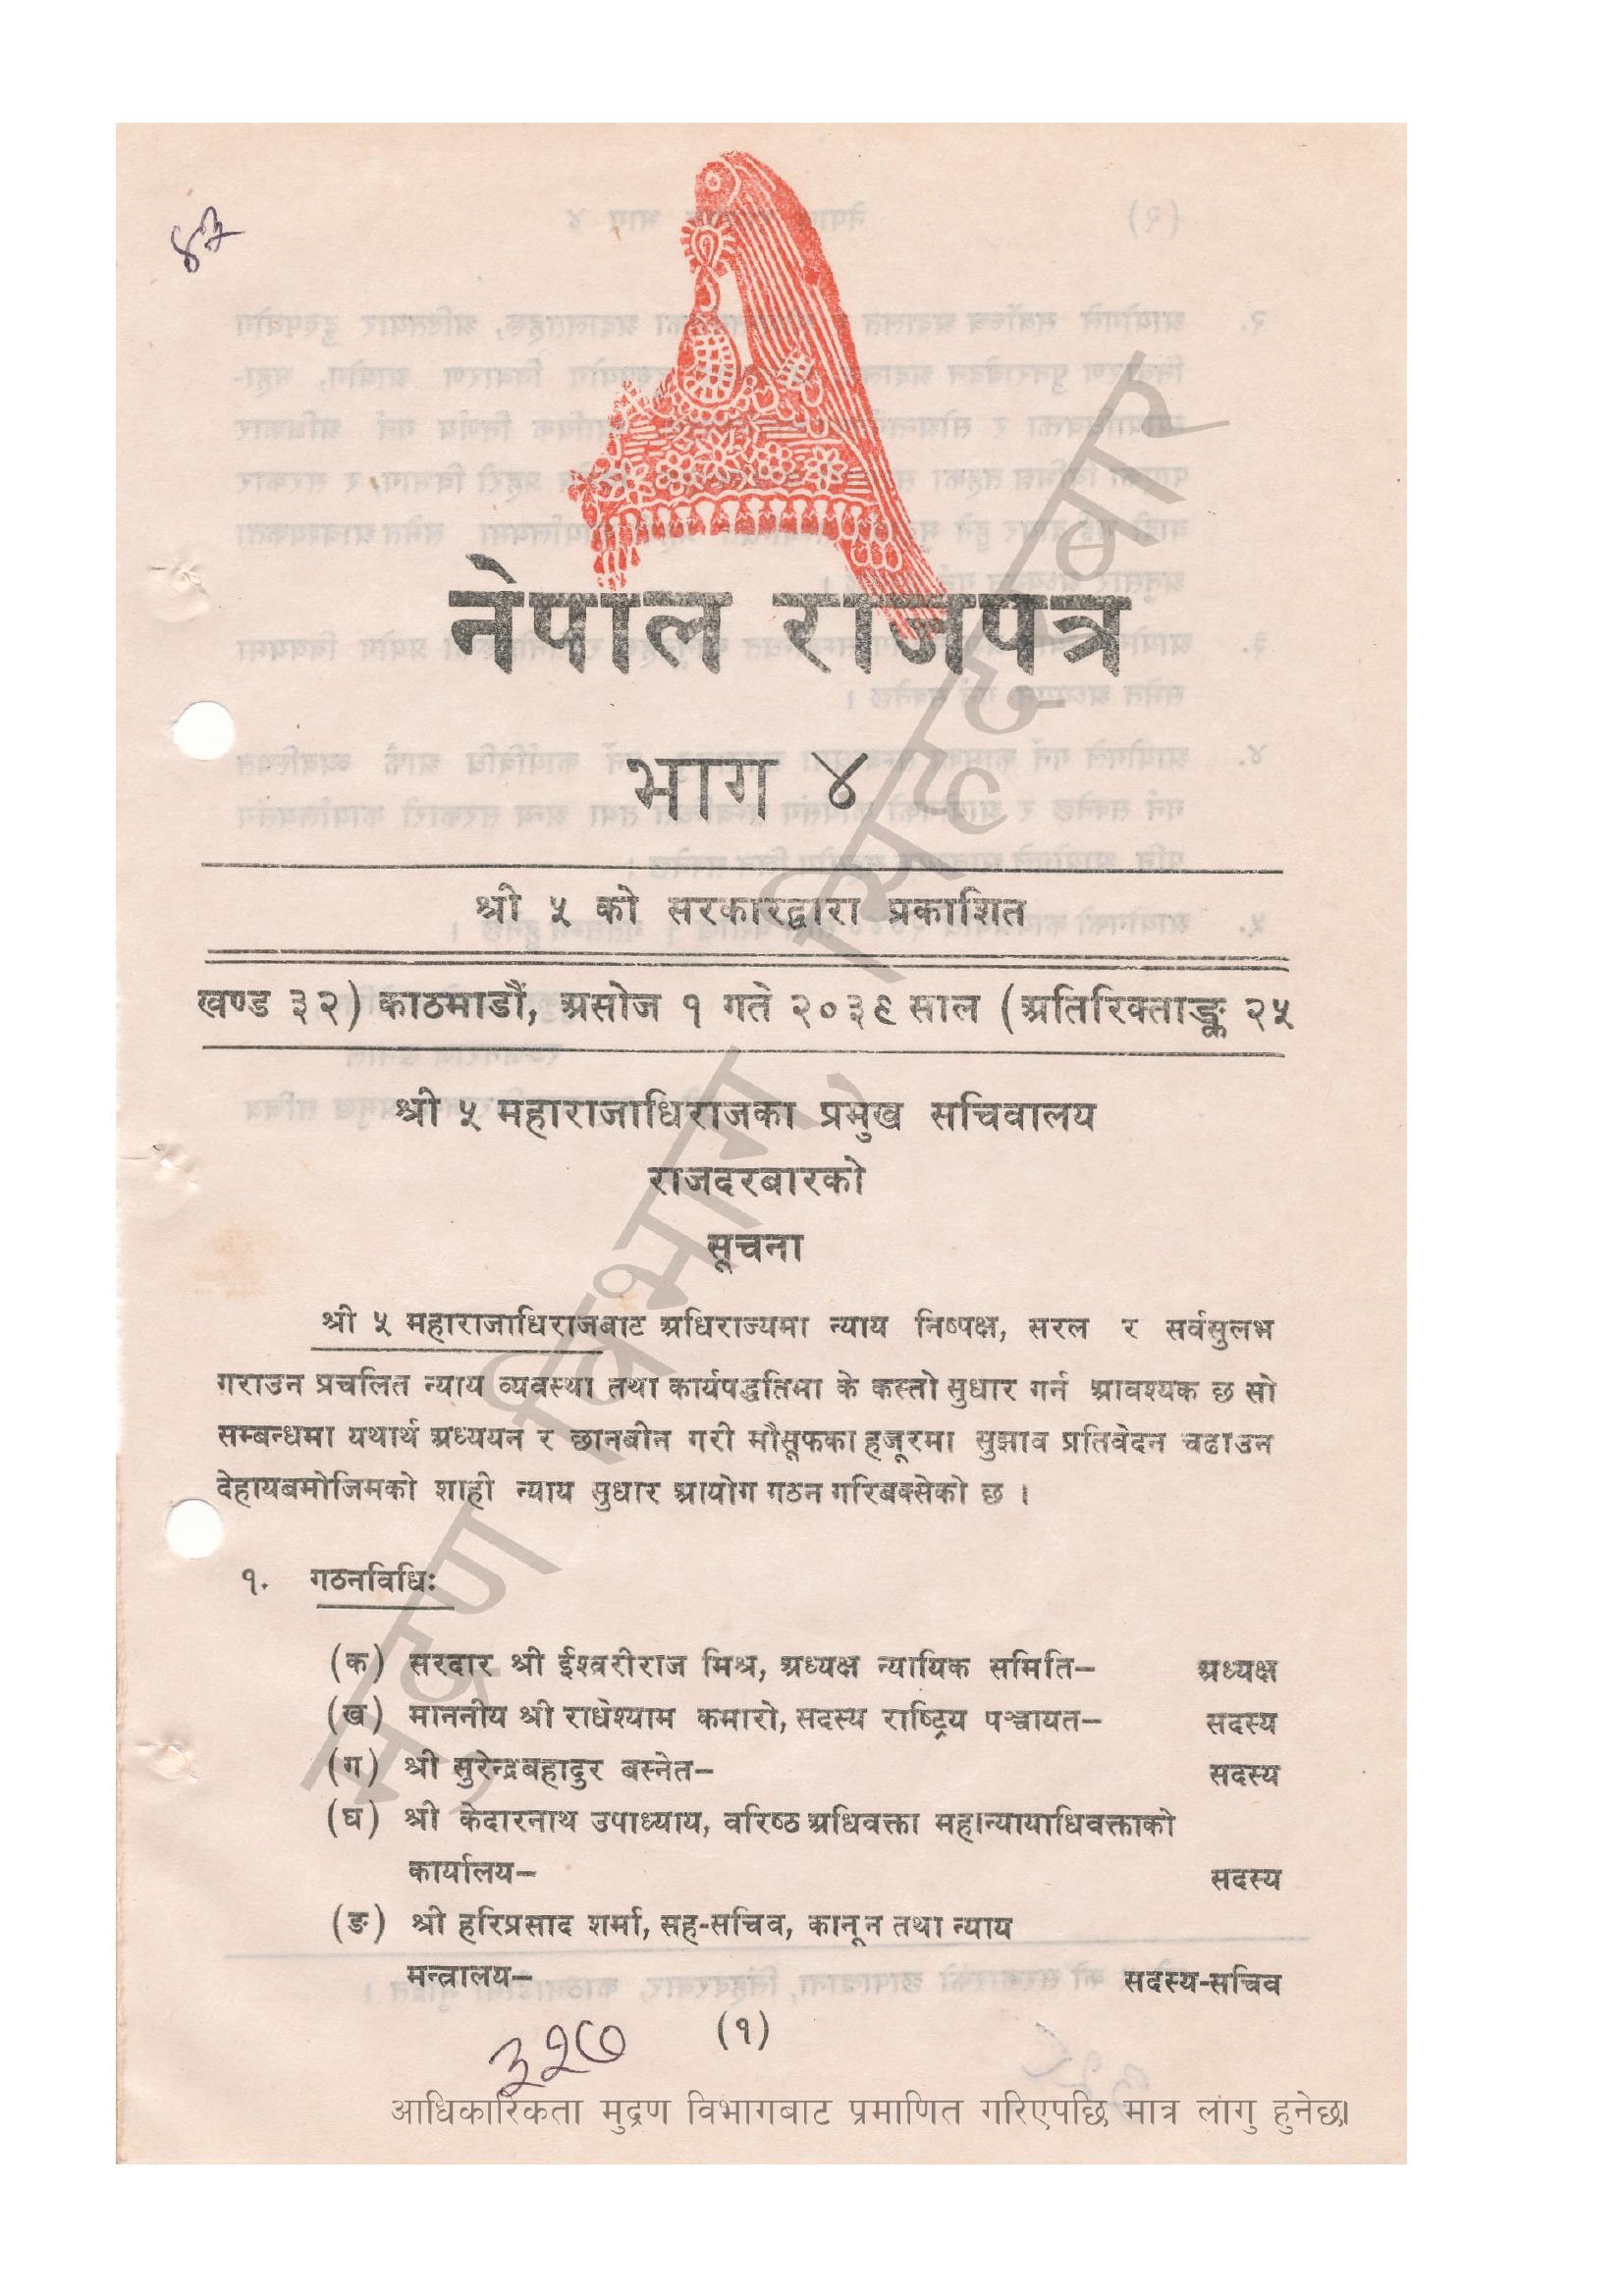 नेपाल राजपत्र
भाग ४
श्री ५ को सरकारद्वारा प्रकाशित
खण्ड ३२) काठमाडौं, असोज १ गते २०३९ साल (अतिरिक्ताङ्क २५
श्री ५ महाराजाधिराजका प्रमुख सचिवालय
राजदरबारको
सूचना
श्री ५ महाराजाधिराजबाट अधिराज्यमा न्याय निष्पक्ष, सरल र सर्वसुलभ
गराउन प्रचलित न्याय व्यवस्था तथा कार्यपद्धतिमा के कस्तो सुधार गर्न आवश्यक छ सो
सम्बन्धमा यथार्थ अध्ययन र छानबीन गरी मौसूफका हजूरमा सुझाव प्रतिवेदन चढाउन
देहायबमोजिमको शाही न्याय सुधार आयोग गठन गरिबक्सेको छ ।
१. गठनविधिः
(क) सरदार श्री ईश्वरीराज मिश्र, अध्यक्ष न्यायिक समिति– अध्यक्ष
(ख) माननीय श्री राधेश्याम कमारो, सदस्य राष्ट्रिय पञ्चायत– सदस्य
(ग) श्री सुरेन्द्रबहादुर बस्नेत– सदस्य
(घ) श्री केदारनाथ उपाध्याय, वरिष्ठ अधिवक्ता महान्यायाधिवक्ताको
कार्यालय– सदस्य
(ङ) श्री हरिप्रसाद शर्मा, सह-सचिव, कानून तथा न्याय
मन्त्रालय– सदस्य-सचिव
(१)
३२७
आधिकारिकता मुद्रण विभागबाट प्रमाणित गरिएपछि मात्र लागु हुनेछ।
मुद्रण विभाग, सिंहदरबार